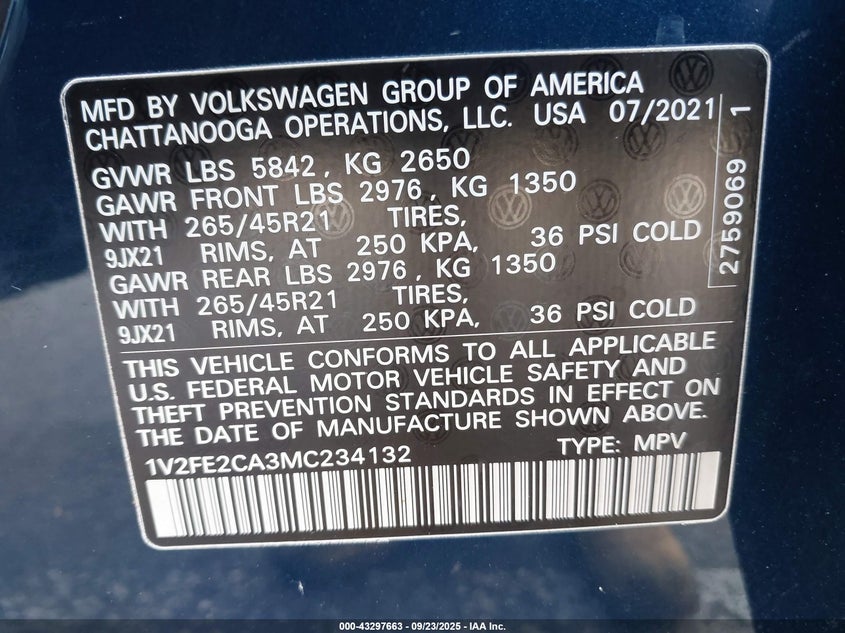 MFD BY VOLKSWAGEN GROUP OF AMERICA
CHATTANOOGA OPERATIONS, LLC. USA 07/2021
GVWR LBS 5842, KG 2650
GAWR FRONT LBS 2976, KG 1350
WITH 265/45R21 TIRES,
9JX21 RIMS, AT 250 KPA, 36 PSI COLD
GAWR REAR LBS 2976, KG 1350
WITH 265/45R21 TIRES,
9JX21 RIMS, AT 250 KPA, 36 PSI COLD
2759069 1
THIS VEHICLE CONFORMS TO ALL APPLICABLE
U.S. FEDERAL MOTOR VEHICLE SAFETY AND
THEFT PREVENTION STANDARDS IN EFFECT ON
THE DATE OF MANUFACTURE SHOWN ABOVE.
1V2FE2CA3MC234132 TYPE: MPV
000-43297663 - 09/23/2025 - IAA Inc.